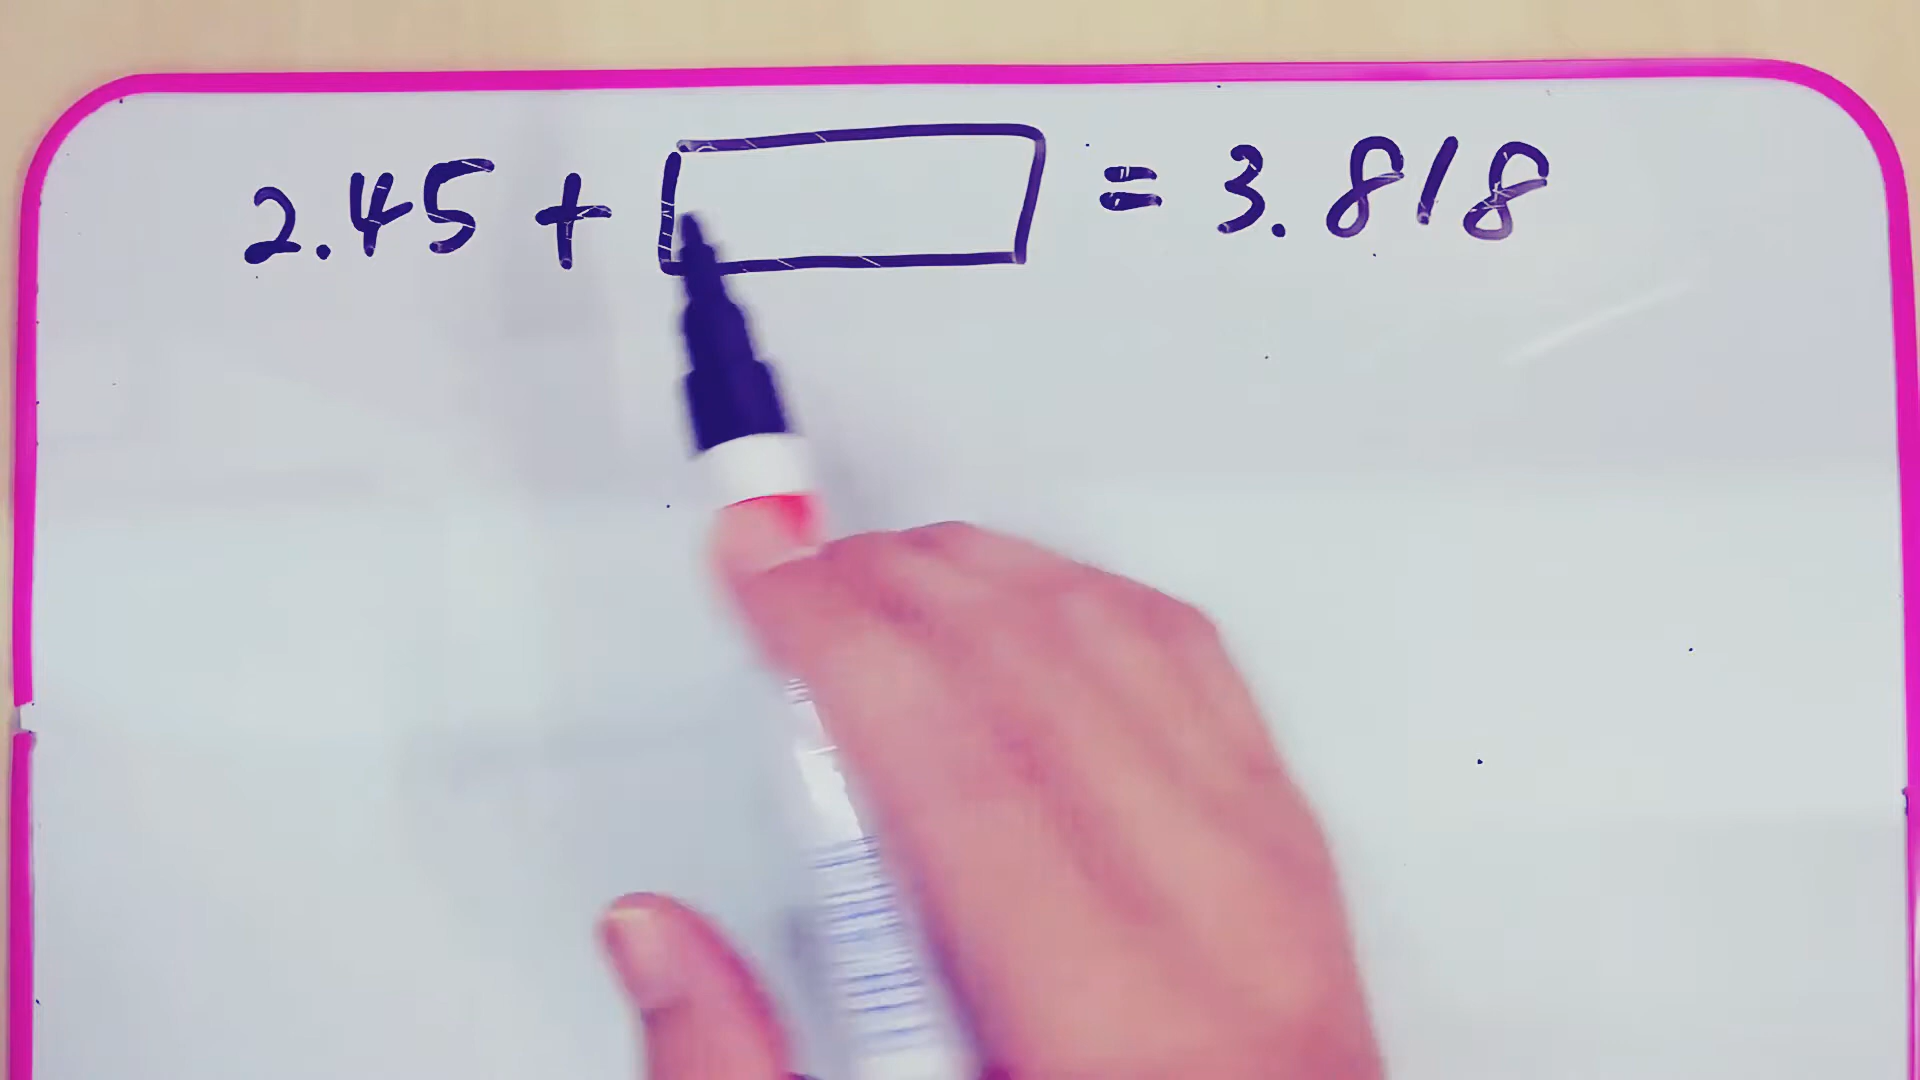 2.45 + □ = 3.818